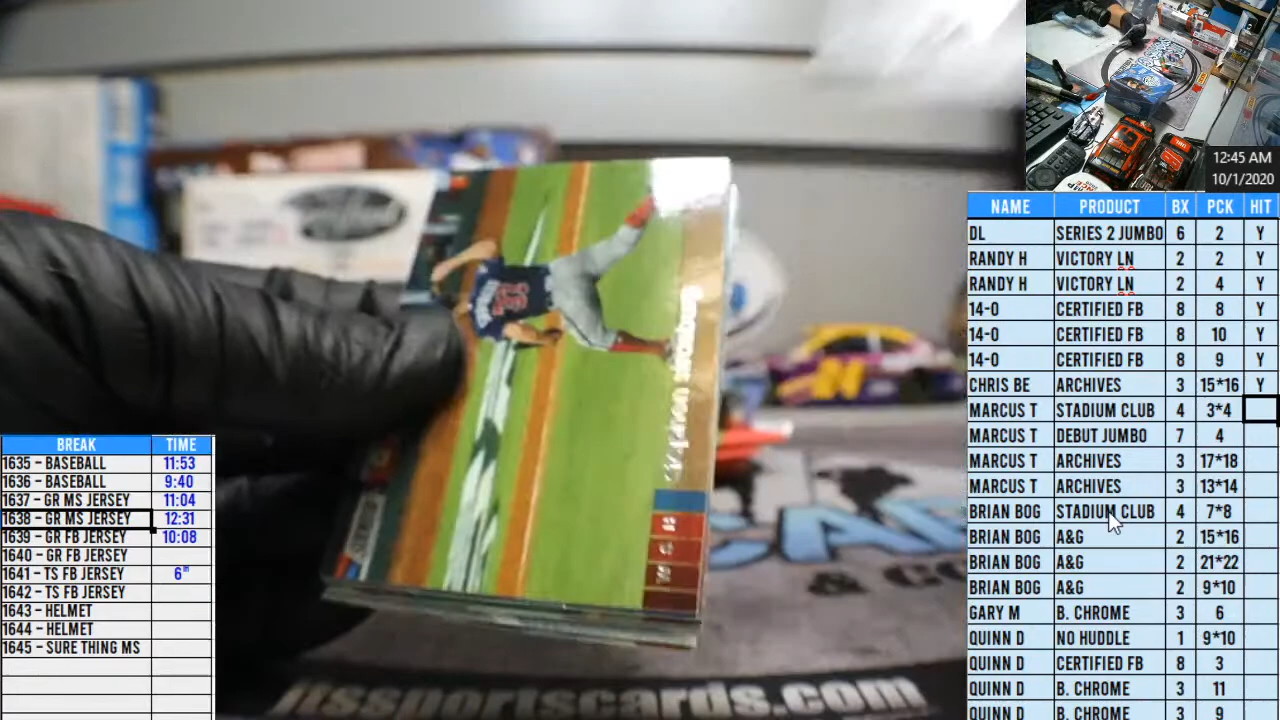 12:45 AM
10/1/2020
NAME PRODUCT BX PCK HIT
DL SERIES 2 JUMBO 6 2 Y
RANDY H VICTORY LN 2 2 Y
RANDY H VICTORY LN 2 4 Y
14-0 CERTIFIED FB 8 8 Y
14-0 CERTIFIED FB 8 10 Y
14-0 CERTIFIED FB 8 9 Y
CHRIS BE ARCHIVES 3 15*16 Y
MARCUS T STADIUM CLUB 4 3*4
MARCUS T DEBUT JUMBO 7 4
MARCUS T ARCHIVES 3 17*18
MARCUS T ARCHIVES 3 13*14
BRIAN BOG STADIUM CLUB 4 7*8
BRIAN BOG A&G 2 15*16
BRIAN BOG A&G 2 21*22
BRIAN BOG A&G 2 9*10
GARY M B. CHROME 3 6
QUINN D NO HUDDLE 1 9*10
QUINN D CERTIFIED FB 8 3
QUINN D B. CHROME 3 11
QUINN D B. CHROME 3 9
BREAK TIME
1635 - BASEBALL 11:53
1636 - BASEBALL 9:40
1637 - GR MS JERSEY 11:04
1638 - GR MS JERSEY 12:31
1639 - GR FB JERSEY 10:08
1640 - GR FB JERSEY
1641 - TS FB JERSEY 6th
1642 - TS FB JERSEY
1643 - HELMET
1644 - HELMET
1645 - SURE THING MS
& CO
jtssportscards.com